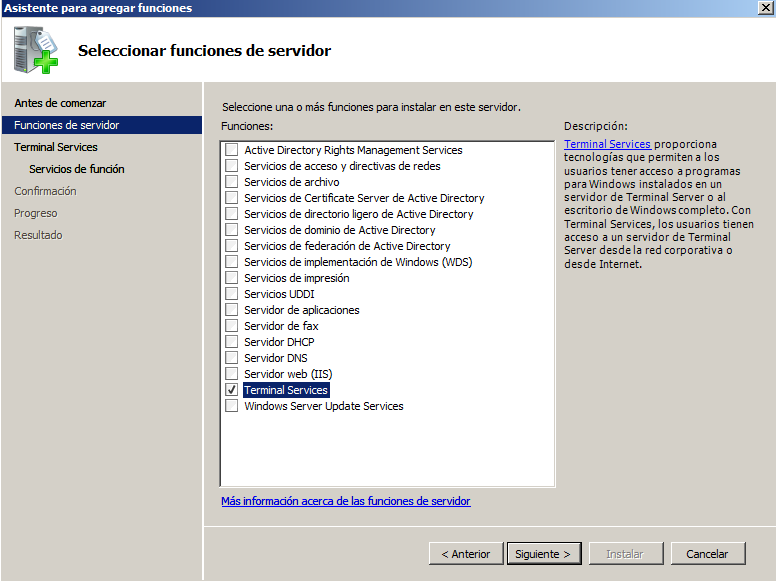 Asistente para agregar funciones
Seleccionar funciones de servidor
Antes de comenzar
Funciones de servidor
Terminal Services
Servicios de función
Confirmación
Progreso
Resultado
Seleccione una o más funciones para instalar en este servidor.
Funciones:
Active Directory Rights Management Services
Servicios de acceso y directivas de redes
Servicios de archivo
Servicios de Certificate Server de Active Directory
Servicios de directorio ligero de Active Directory
Servicios de dominio de Active Directory
Servicios de federación de Active Directory
Servicios de implementación de Windows (WDS)
Servicios de impresión
Servicios UDDI
Servidor de aplicaciones
Servidor de fax
Servidor DHCP
Servidor DNS
Servidor web (IIS)
Terminal Services
Windows Server Update Services
Más información acerca de las funciones de servidor
Descripción:
Terminal Services proporciona
tecnologías que permiten a los
usuarios tener acceso a programas
para Windows instalados en un
servidor de Terminal Server o al
escritorio de Windows completo. Con
Terminal Services, los usuarios tienen
acceso a un servidor de Terminal
Server desde la red corporativa o
desde Internet.
< Anterior
Siguiente >
Instalar
Cancelar